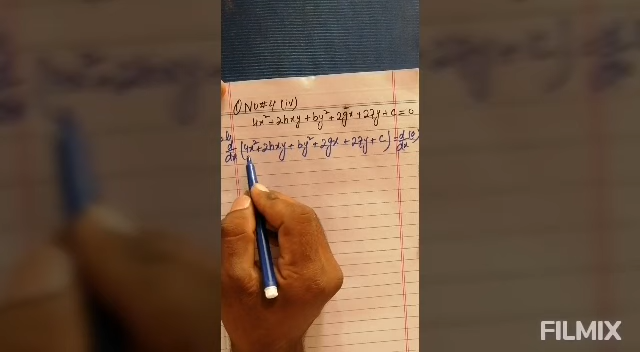 Q No # 4 (iv)
4x² + 2hxy + by² + 2gx + 2fy + c = 0
d/dx (4x² + 2hxy + by² + 2gx + 2fy + c) = d/dx (0)
FILMIX